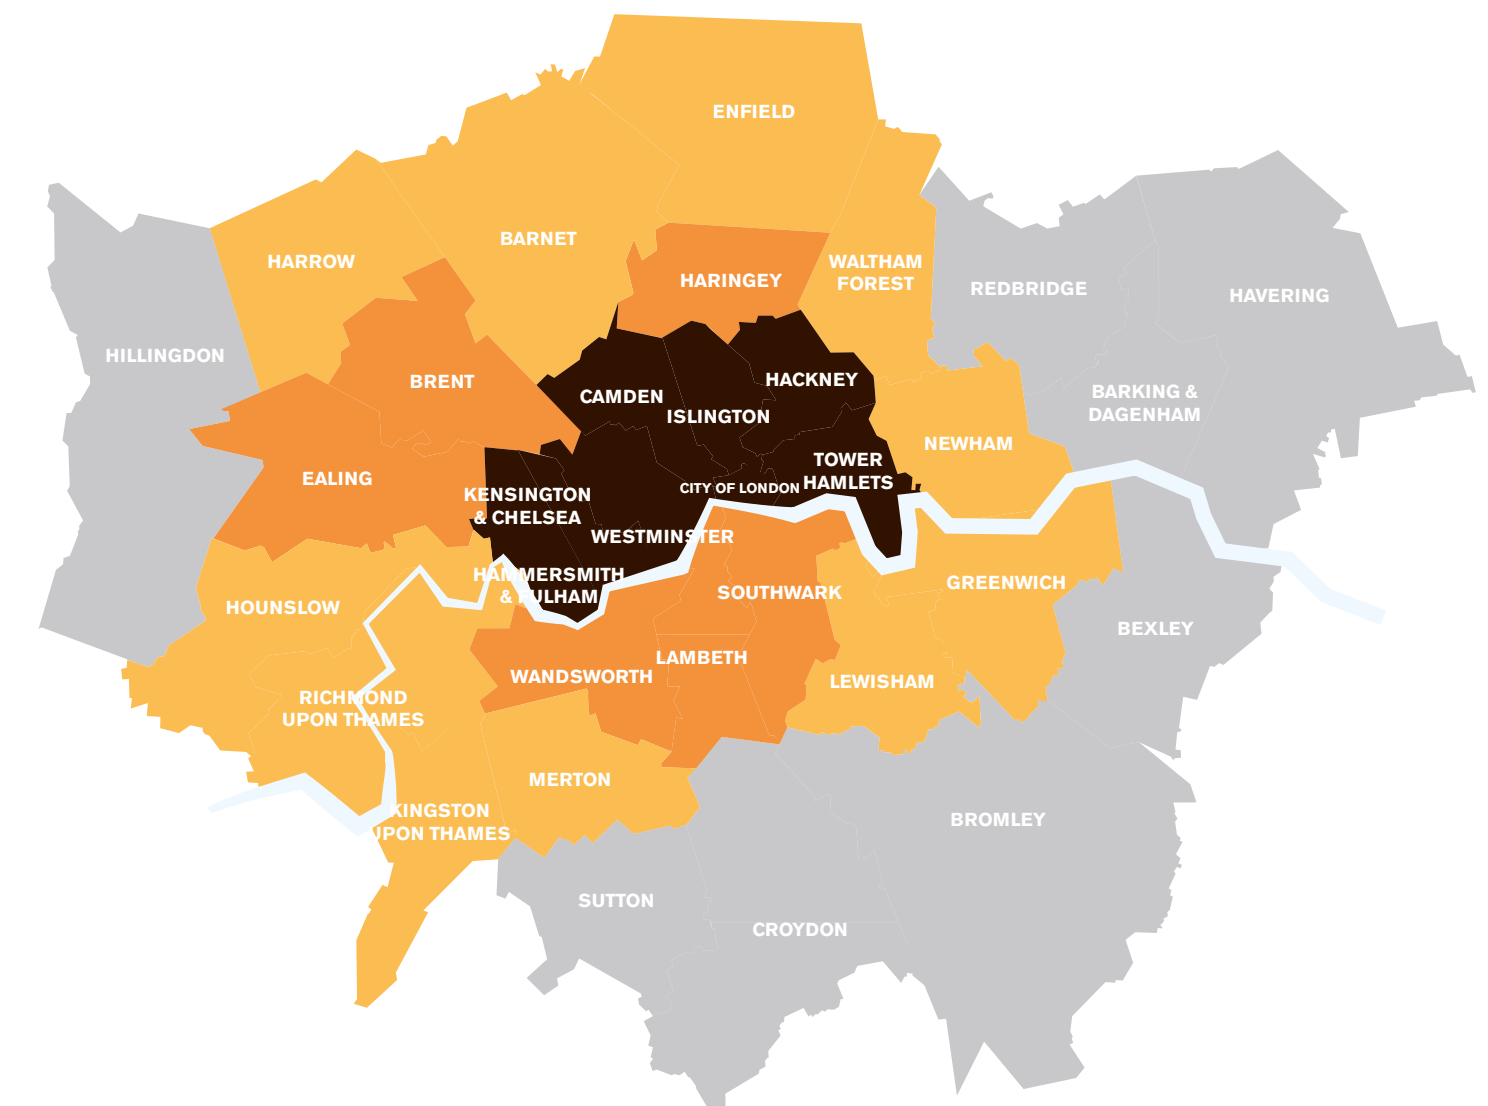 ENFIELD
BARNET
HARROW
WALTHAM
FOREST
HARINGEY
REDBRIDGE
HAVERING
HILLINGDON
BRENT
HACKNEY
CAMDEN
ISLINGTON
BARKING &
DAGENHAM
NEWHAM
TOWER
HAMLETS
EALING
CITY OF LONDON
KENSINGTON
& CHELSEA
WESTMINSTER
HAMMERSMITH
& FULHAM
SOUTHWARK
GREENWICH
HOUNSLOW
BEXLEY
LAMBETH
WANDSWORTH
LEWISHAM
RICHMOND
UPON THAMES
MERTON
KINGSTON
UPON THAMES
BROMLEY
SUTTON
CROYDON